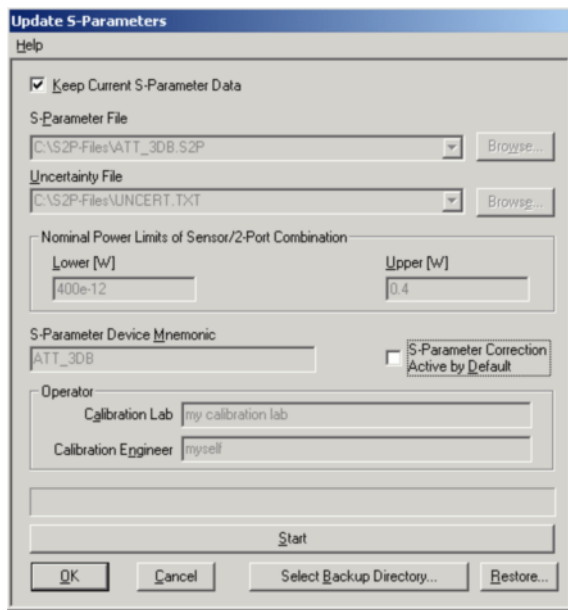 Update S-Parameters
Help
Keep Current S-Parameter Data
S-Parameter File
C:\S2P-Files\ATT_3DB.S2P
Browse...
Uncertainty File
C:\S2P-Files\UNCERT.TXT
Browse...
Nominal Power Limits of Sensor/2-Port Combination
Lower [W]
Upper [W]
400e-12
0.4
S-Parameter Device Mnemonic
ATT_3DB
S-Parameter Correction
Active by Default
Operator
Calibration Lab
my calibration lab
Calibration Engineer
myself
Start
OK
Cancel
Select Backup Directory...
Restore...